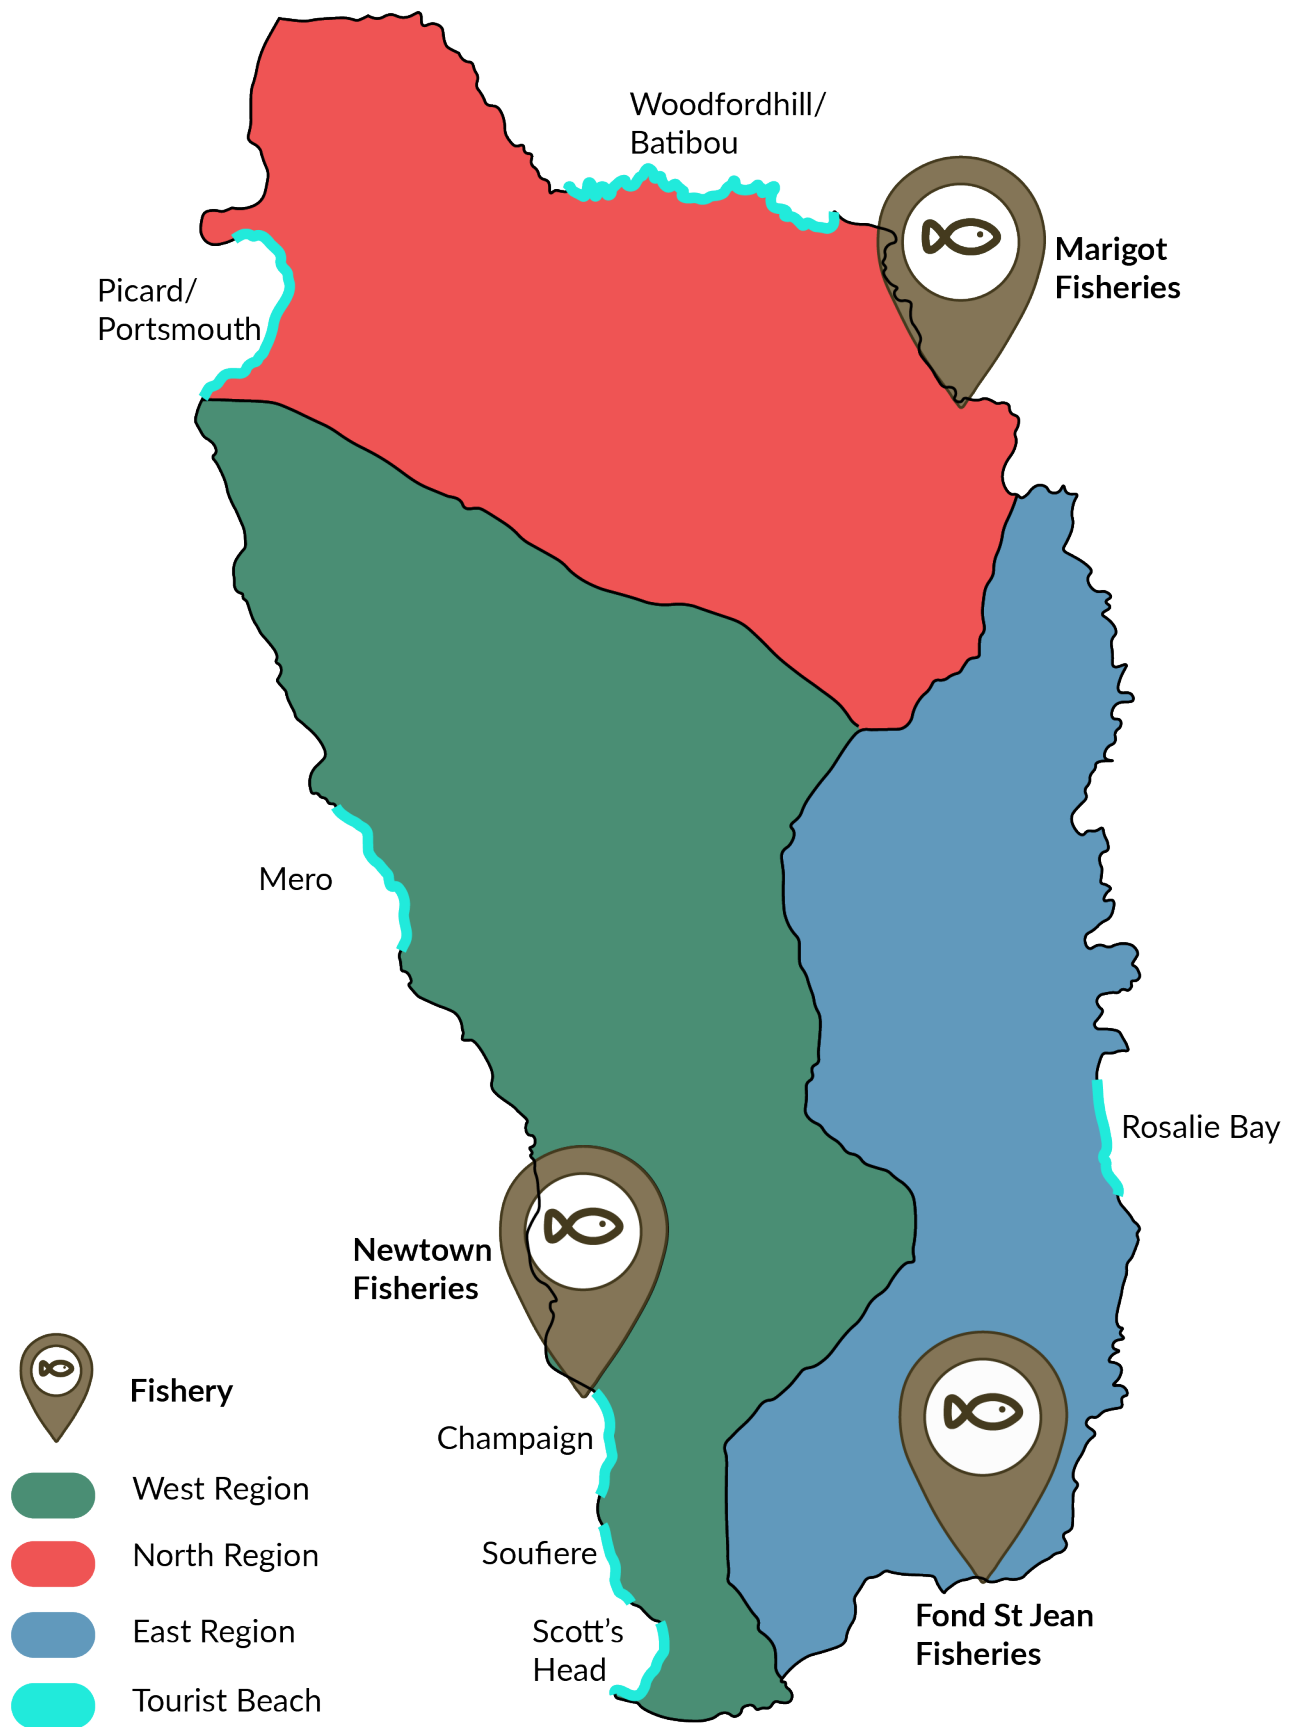 Woodfordhill/
Batibou
Marigot
Fisheries
Picard/
Portsmouth
Mero
Rosalie Bay
Newtown
Fisheries
Fishery
Champaign
West Region
Soufiere
North Region
Fond St Jean
Fisheries
East Region
Scott's
Head
Tourist Beach